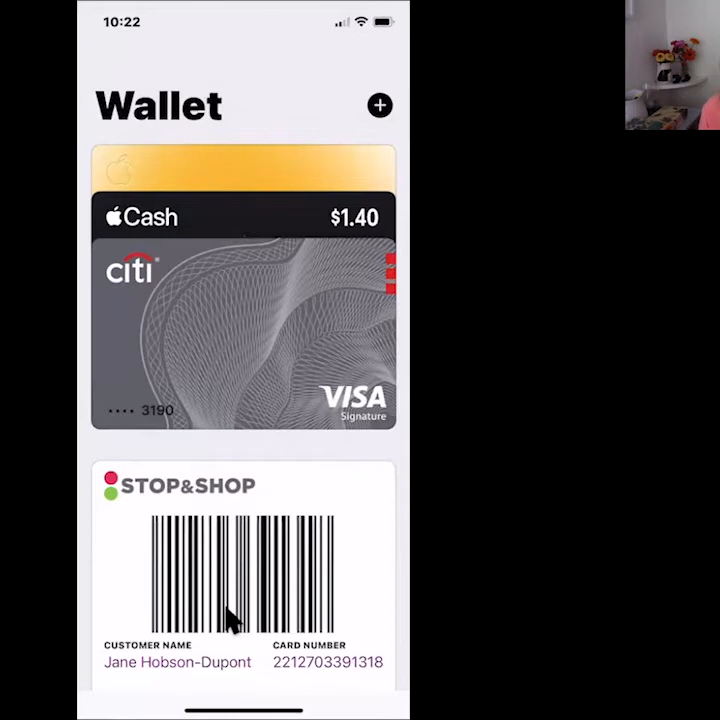 10:22
Wallet
Cash $1.40
citi
•••• 3190
VISA
Signature
STOP&SHOP
CUSTOMER NAME CARD NUMBER
Jane Hobson-Dupont 2212703391318